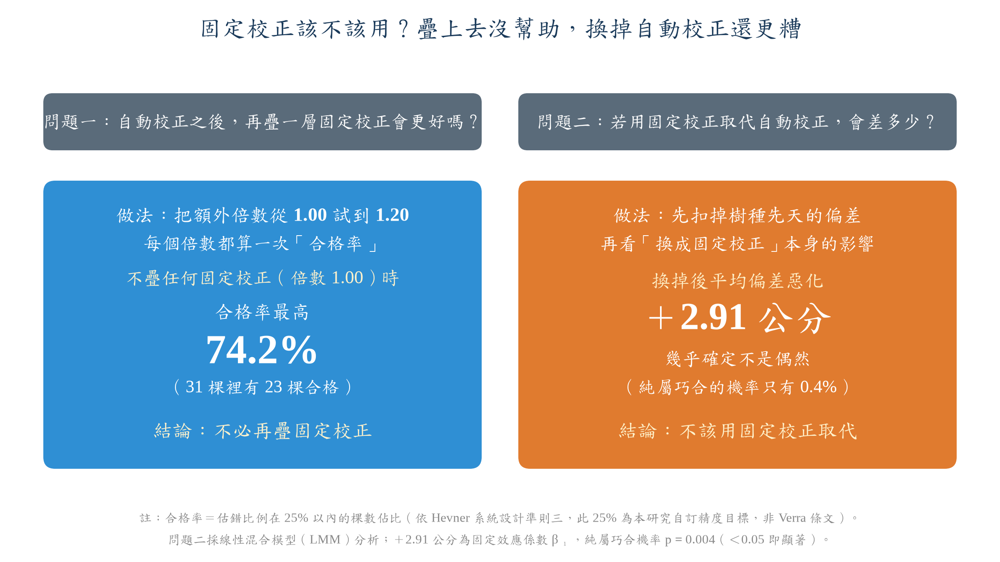 固定校正該不該用？疊上去沒幫助，換掉自動校正還更糟
問題一：自動校正之後，再疊一層固定校正會更好嗎？
做法：把額外倍數從 1.00 試到 1.20
每個倍數都算一次「合格率」
不疊任何固定校正（倍數 1.00）時
合格率最高
74.2%
（31 棵裡有 23 棵合格）
結論：不必再疊固定校正
問題二：若用固定校正取代自動校正，會差多少？
做法：先扣掉樹種先天的偏差
再看「換成固定校正」本身的影響
換掉後平均偏差惡化
＋2.91 公分
幾乎確定不是偶然
（純屬巧合的機率只有 0.4%）
結論：不該用固定校正取代
註：合格率＝估錯比例在 25% 以內的棵數佔比（依 Hevner 系統設計準則三，此 25% 為本研究自訂精度目標，非 Verra 條文）。
問題二採線性混合模型（LMM）分析；＋2.91 公分為固定效應係數 β₁，純屬巧合機率 p = 0.004（＜0.05 即顯著）。